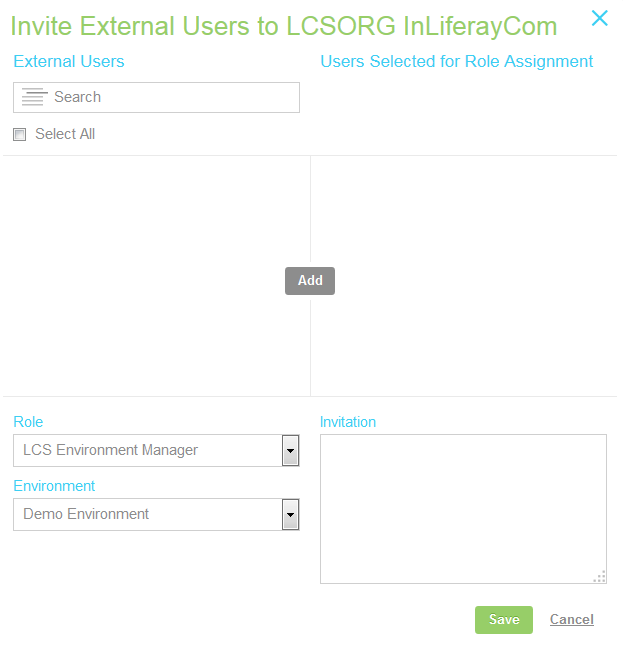 Invite External Users to LCSORG InLiferayCom
External Users
Users Selected for Role Assignment
Search
Select All
Add
Role
Invitation
LCS Environment Manager
Environment
Demo Environment
Save
Cancel